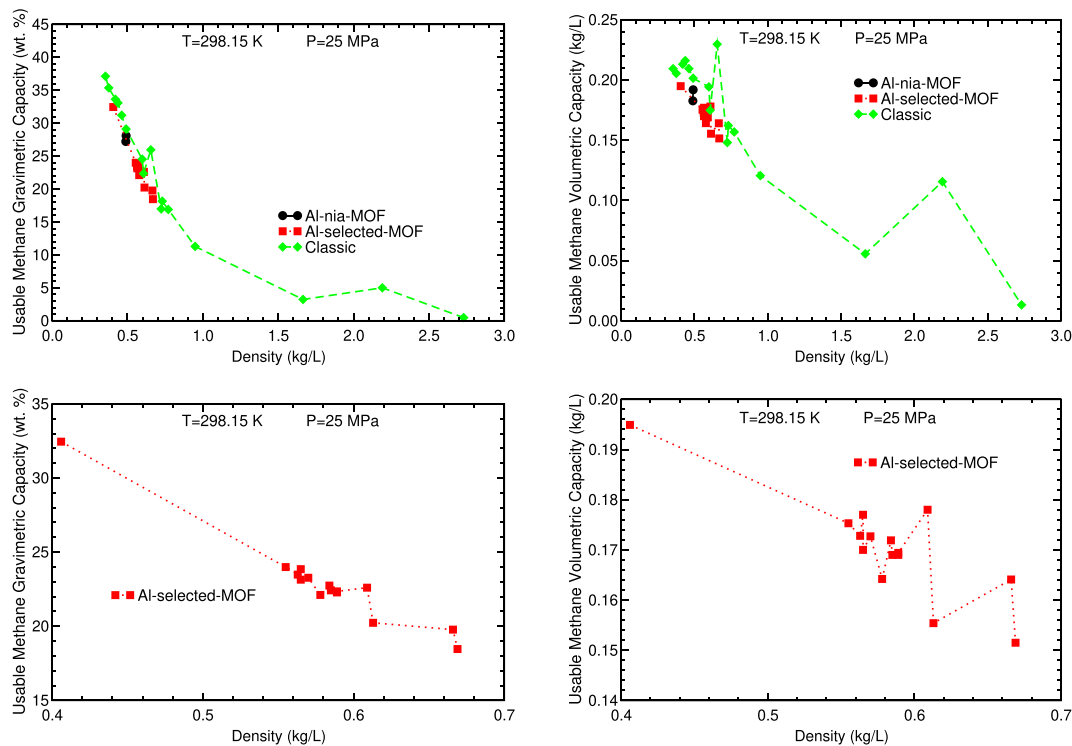 Usable Methane Gravimetric Capacity (wt. %)
45
40
35
30
25
20
15
10
5
0
T=298.15 K P=25 MPa
Al-nia-MOF
Al-selected-MOF
Classic
0.0 0.5 1.0 1.5 2.0 2.5 3.0
Density (kg/L)
Usable Methane Volumetric Capacity (kg/L)
0.25
0.20
0.15
0.10
0.05
0.00
T=298.15 K P=25 MPa
Al-nia-MOF
Al-selected-MOF
Classic
0.0 0.5 1.0 1.5 2.0 2.5 3.0
Density (kg/L)
Usable Methane Gravimetric Capacity (wt. %)
35
30
25
20
15
T=298.15 K P=25 MPa
Al-selected-MOF
0.4 0.5 0.6 0.7
Density (kg/L)
Usable Methane Volumetric Capacity (kg/L)
0.20
0.19
0.18
0.17
0.16
0.15
0.14
T=298.15 K P=25 MPa
Al-selected-MOF
0.4 0.5 0.6 0.7
Density (kg/L)